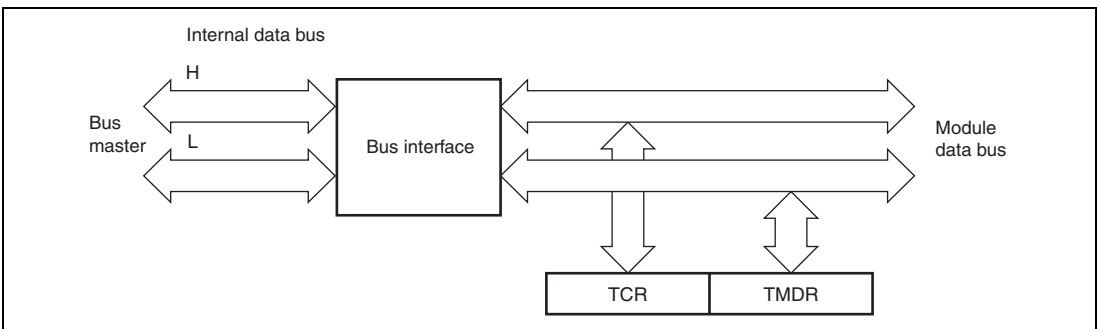 Internal data bus
H
Bus
master
L
Bus interface
Module
data bus
TCR
TMDR